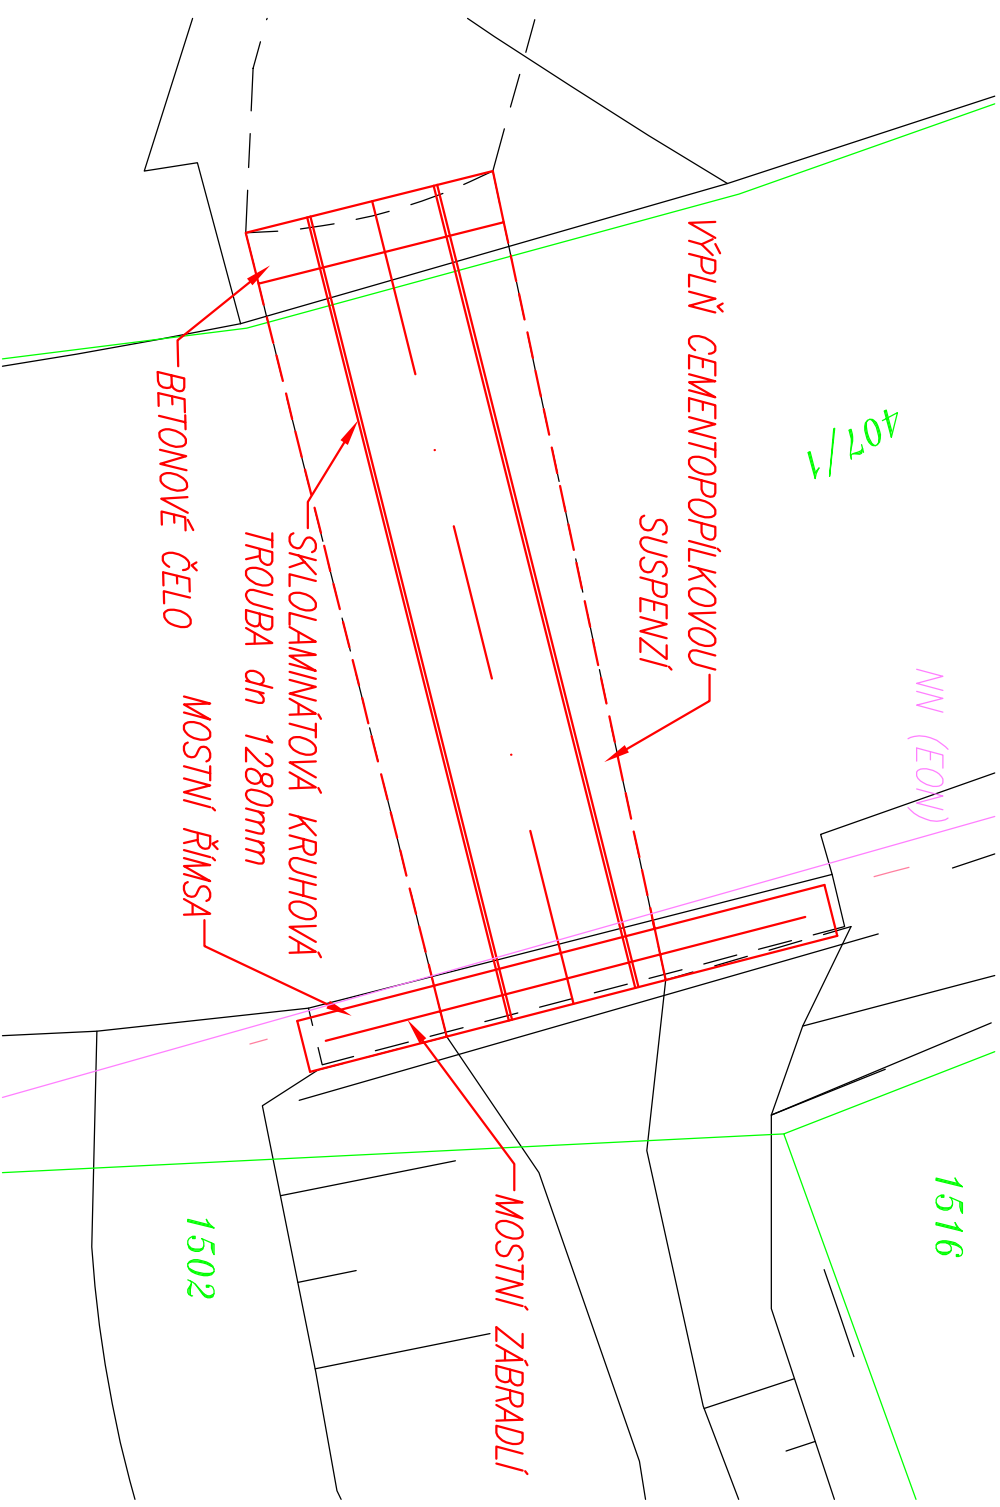 VÝPLŇ CEMENTOPOPÍLKOVOU
SUSPENZÍ
407/1
NN (EON)
BETONOVÉ ČELO
SKLOLAMINÁTOVÁ KRUHOVÁ
TROUBA dn 1280mm
MOSTNÍ ŘÍMSA
MOSTNÍ ZÁBRADLÍ
1516
1502